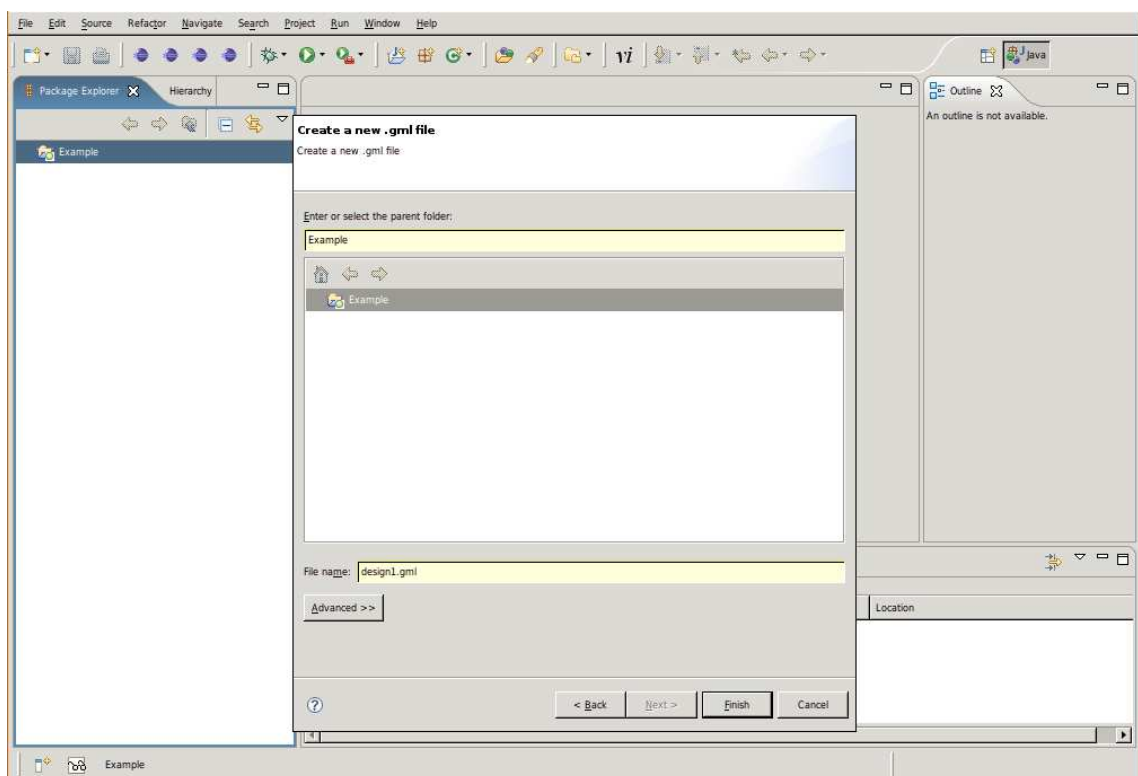 File Edit Source Refactor Navigate Search Project Run Window Help
Java
Package Explorer Hierarchy
Outline
An outline is not available.
Example
Create a new .gml file
Create a new .gml file
Enter or select the parent folder:
Example
Example
File name: design1.gml
Advanced >>
Location
< Back Next > Finish Cancel
Example